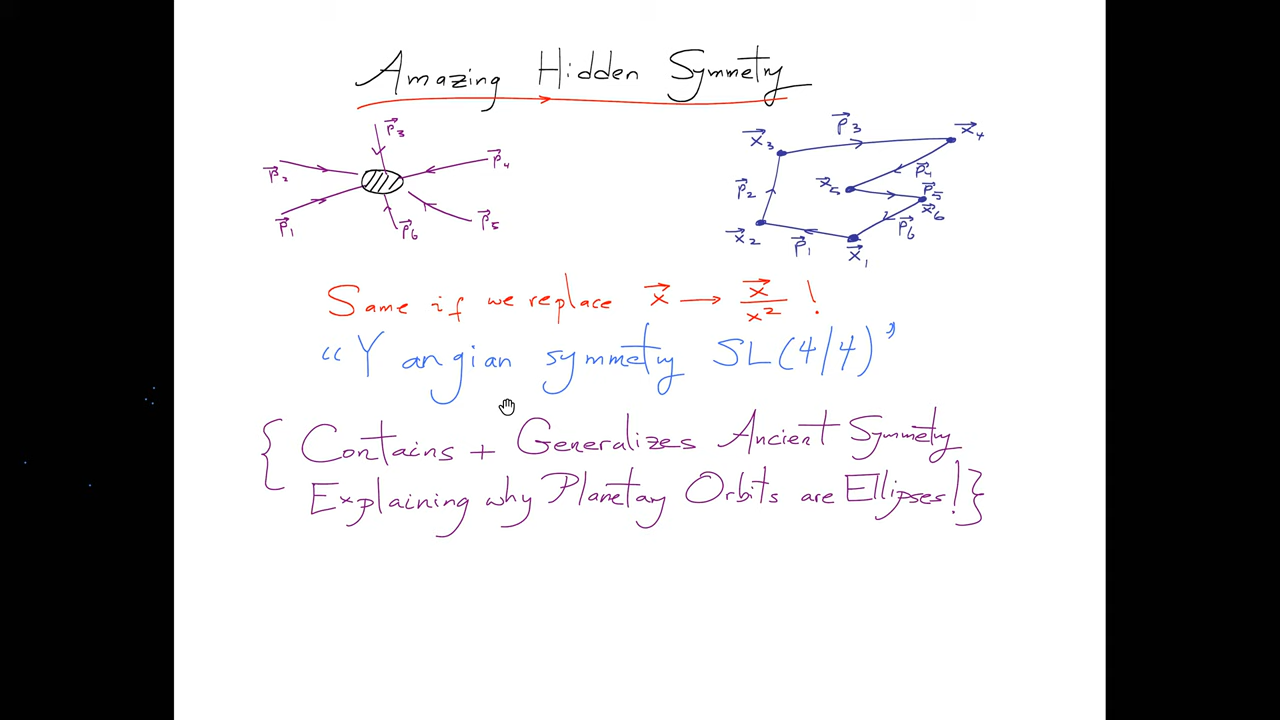 Amazing Hidden Symmetry
p⃗3
p⃗2
p⃗4
p⃗1
p⃗6
p⃗5
x⃗3
p⃗3
x⃗4
p⃗2
x⃗5
p⃗4
p⃗5
x⃗6
x⃗2
p⃗1
x⃗1
p⃗6
Same if we replace x⃗ → x⃗/x² !
“Yangian symmetry SL(4/4)”
{ Contains + Generalizes Ancient Symmetry
Explaining why Planetary Orbits are Ellipses! }